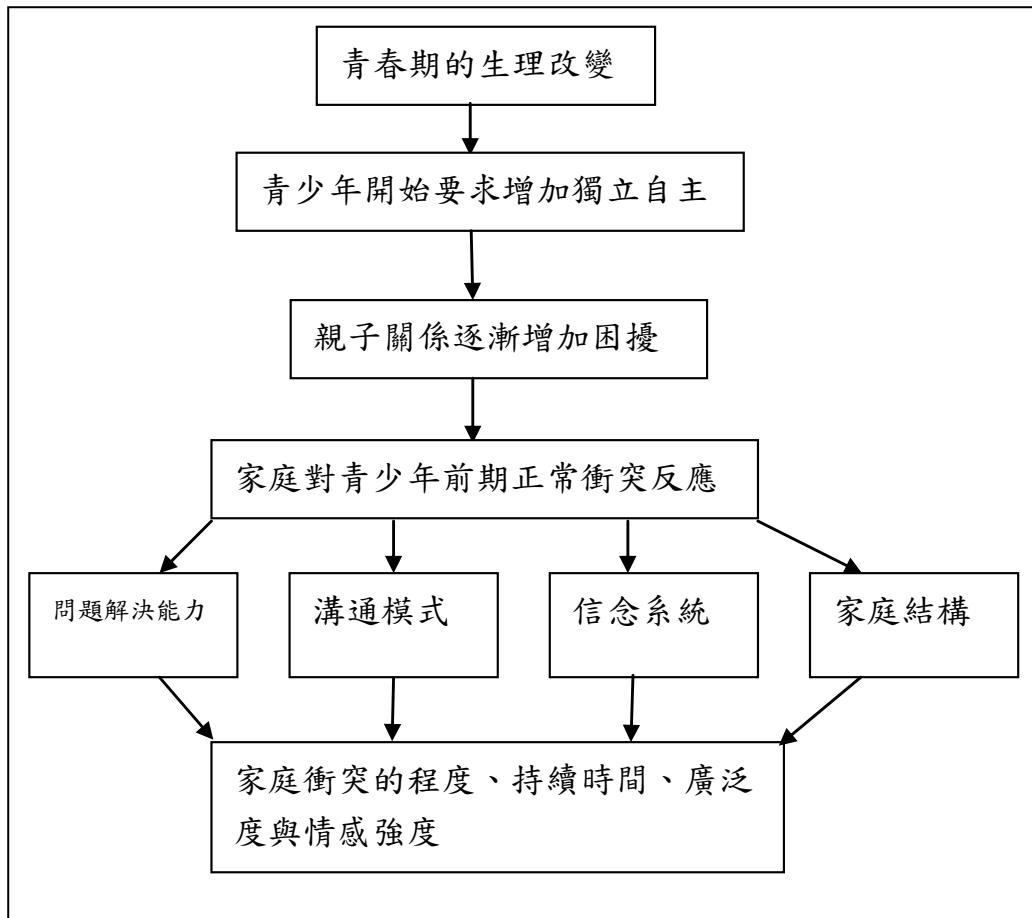 青春期的生理改變
青少年開始要求增加獨立自主
親子關係逐漸增加困擾
家庭對青少年前期正常衝突反應
問題解決能力
溝通模式
信念系統
家庭結構
家庭衝突的程度、持續時間、廣泛
度與情感強度